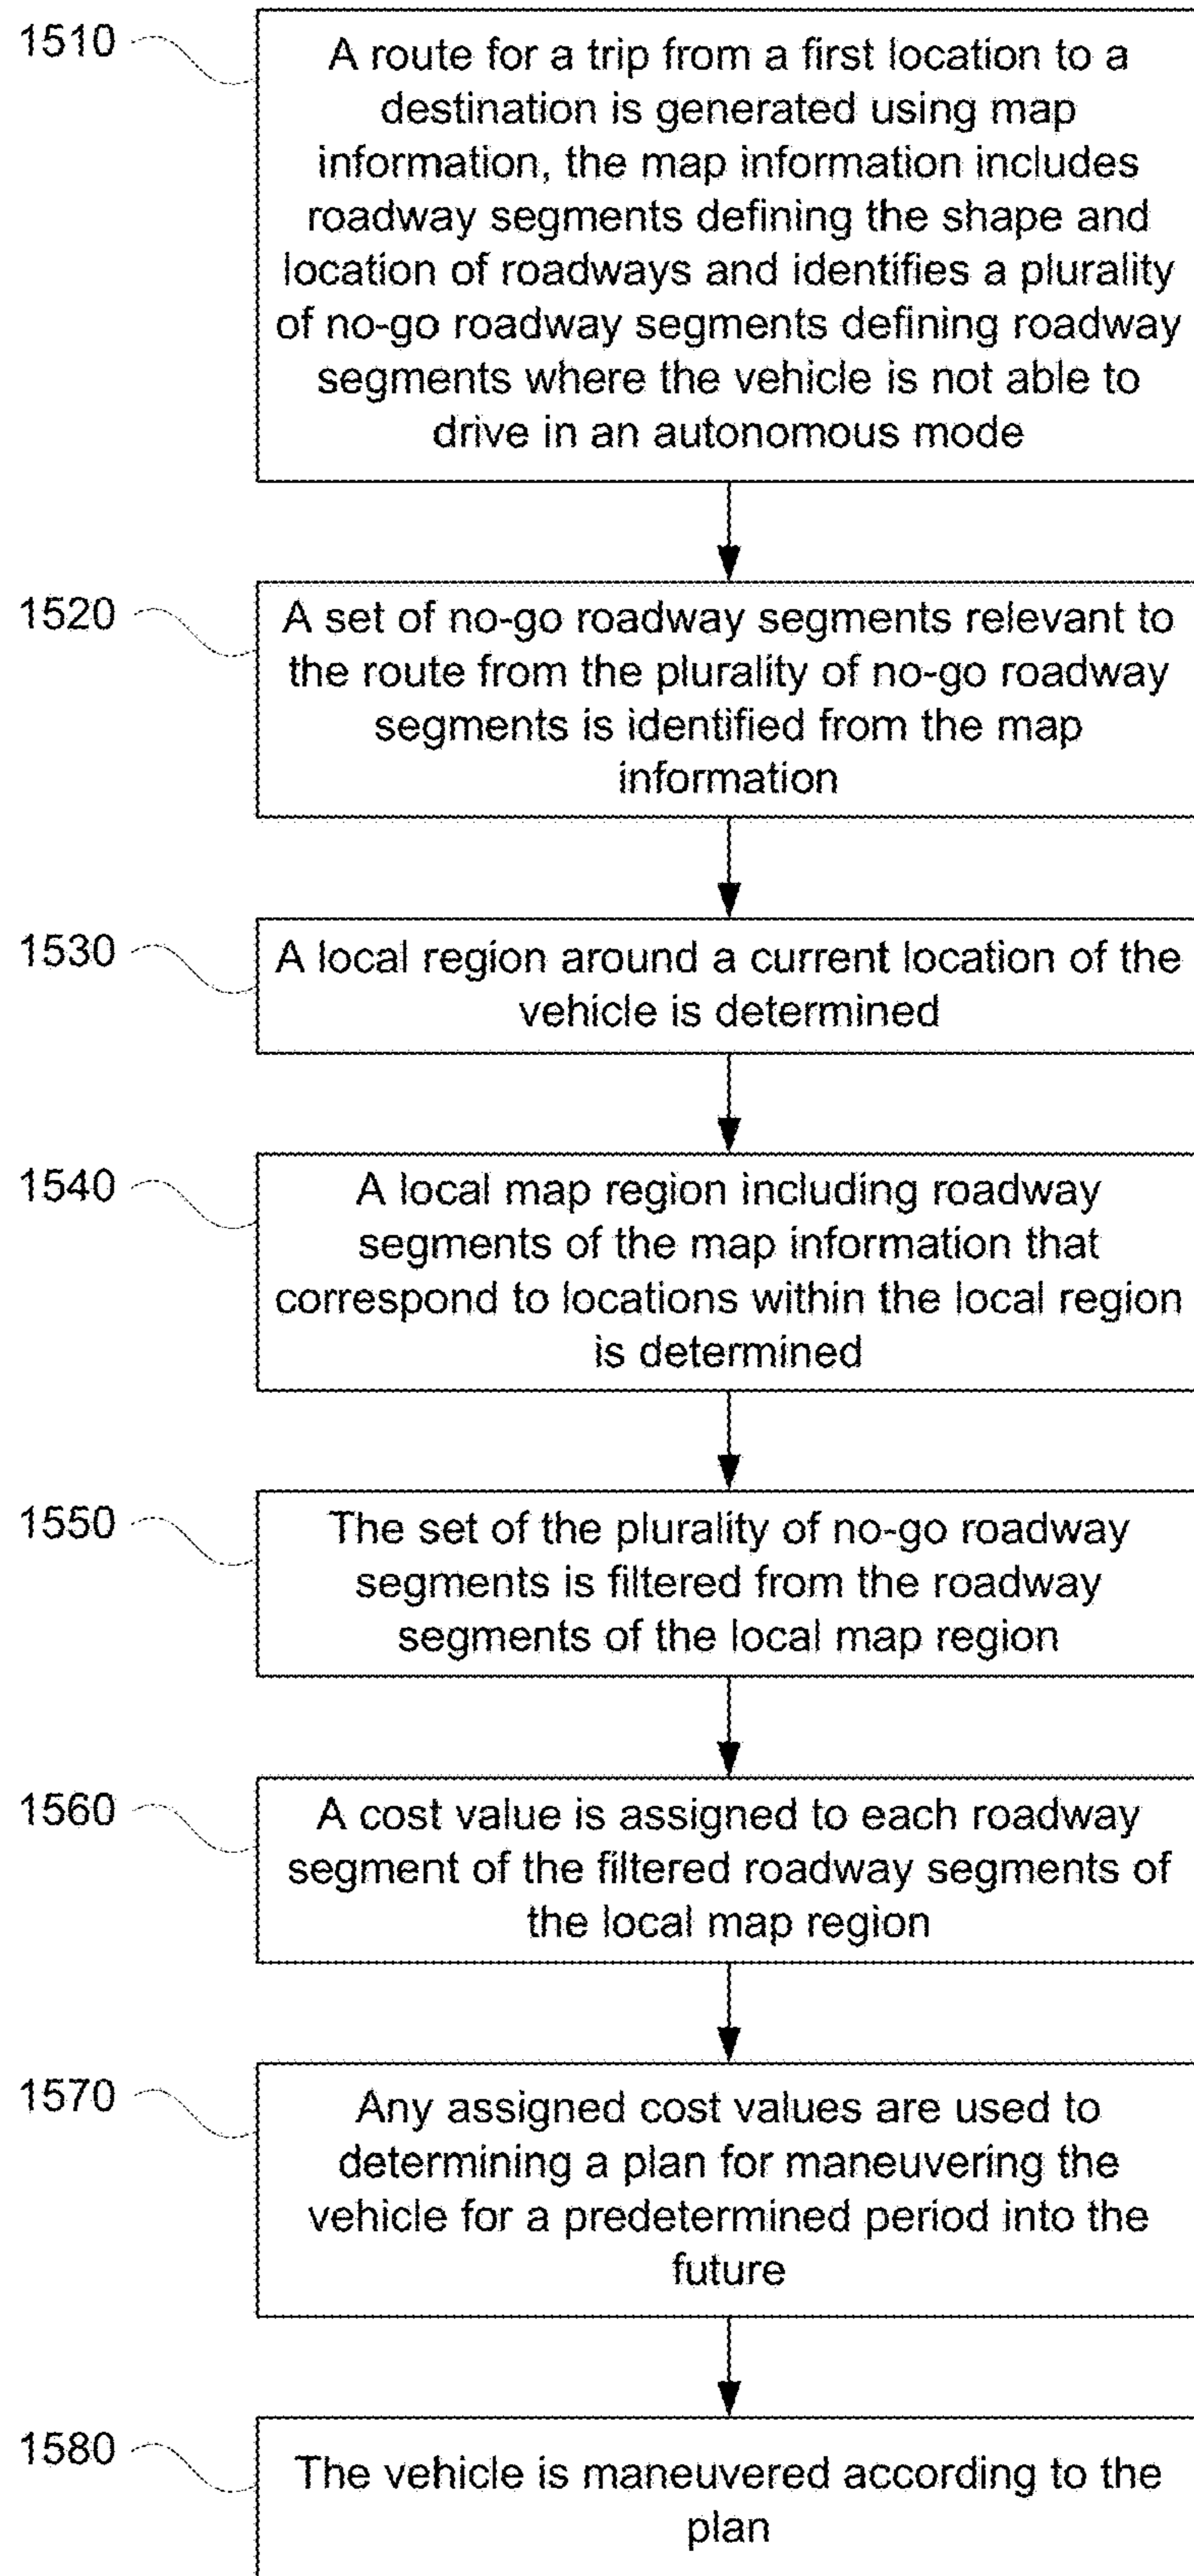 1510
A route for a trip from a first location to a
destination is generated using map
information, the map information includes
roadway segments defining the shape and
location of roadways and identifies a plurality
of no-go roadway segments defining roadway
segments where the vehicle is not able to
drive in an autonomous mode
1520
A set of no-go roadway segments relevant to
the route from the plurality of no-go roadway
segments is identified from the map
information
1530
A local region around a current location of the
vehicle is determined
1540
A local map region including roadway
segments of the map information that
correspond to locations within the local region
is determined
1550
The set of the plurality of no-go roadway
segments is filtered from the roadway
segments of the local map region
1560
A cost value is assigned to each roadway
segment of the filtered roadway segments of
the local map region
1570
Any assigned cost values are used to
determining a plan for maneuvering the
vehicle for a predetermined period into the
future
1580
The vehicle is maneuvered according to the
plan